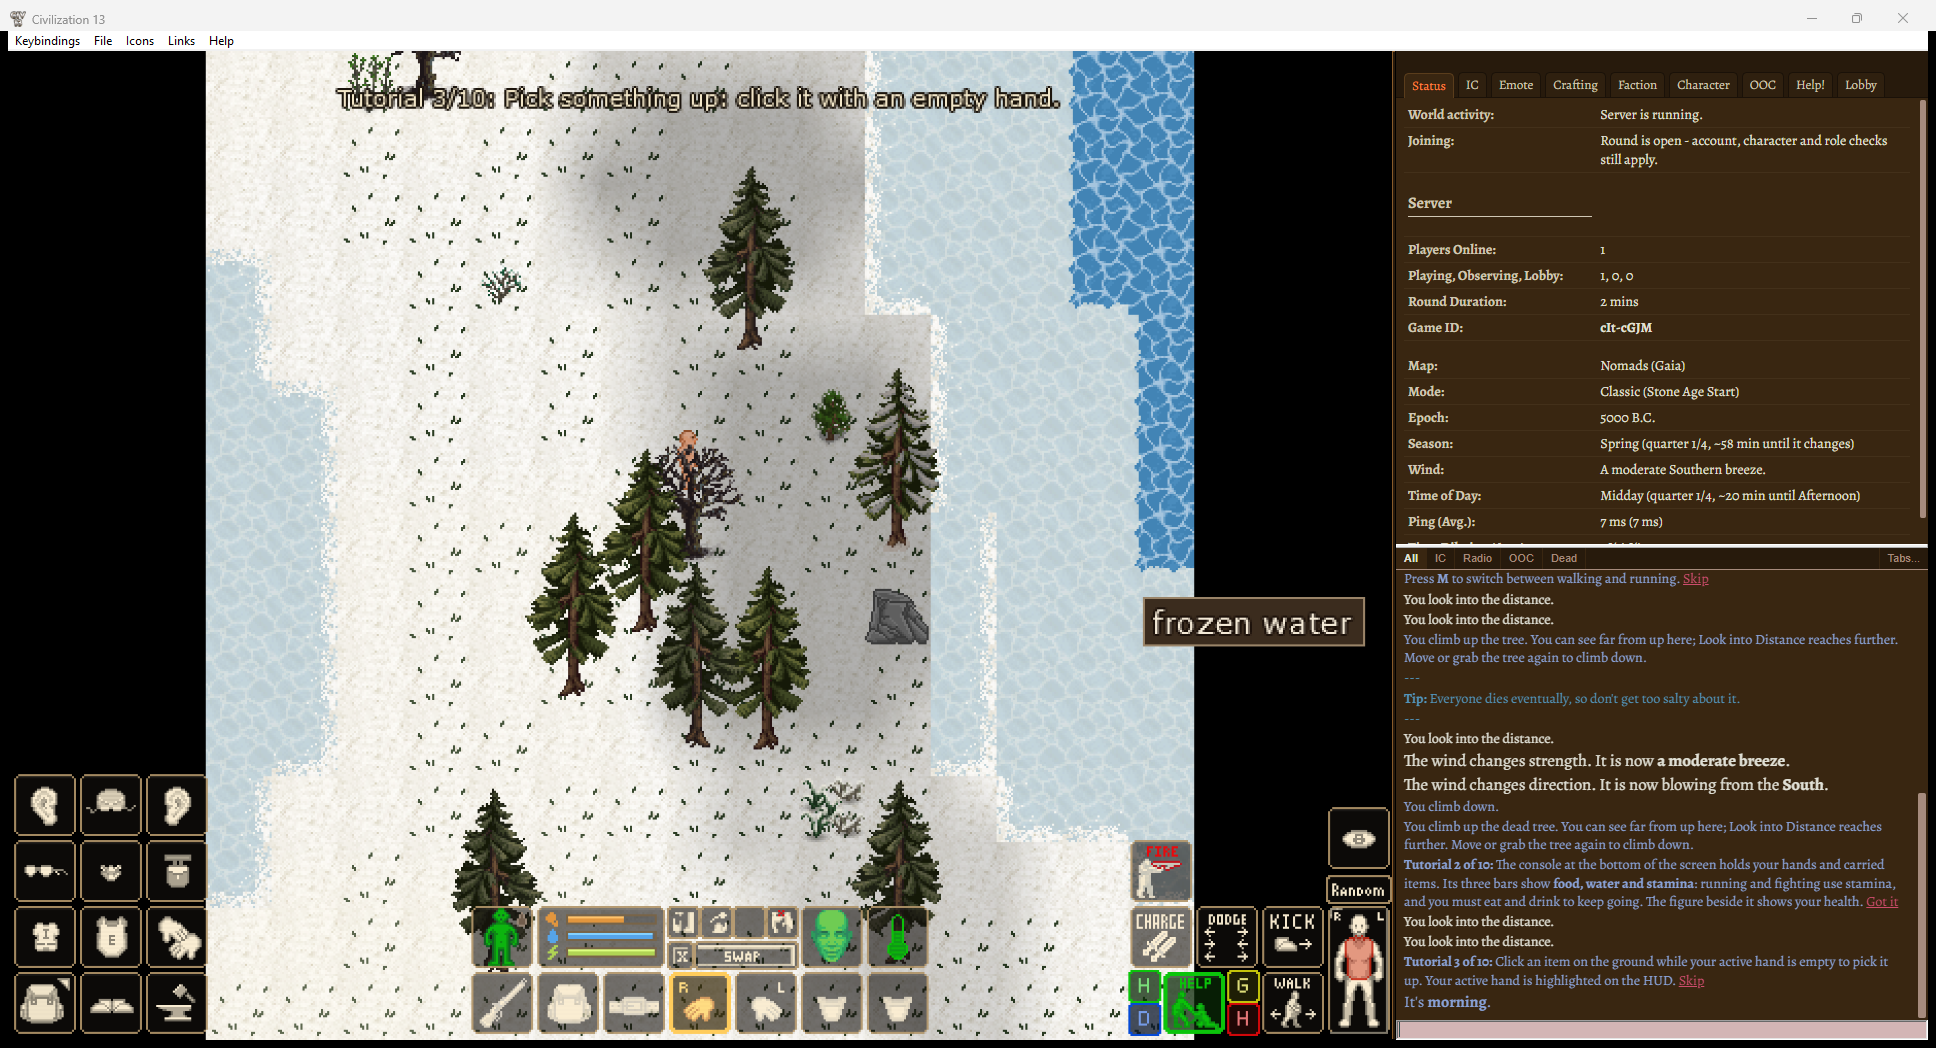 Civilization 13
Keybindings File Icons Links Help
Tutorial 3/10: Pick something up: click it with an empty hand.
frozen water
FIRE
Random
CHARGE
DODGE
KICK
R L
SWAP
X
R
L
H
HELP
G
WALK
D
H
E
Status IC Emote Crafting Faction Character OOC Help! Lobby
World activity: Server is running.
Joining: Round is open - account, character and role checks
still apply.
Server
Players Online: 1
Playing, Observing, Lobby: 1, 0, 0
Round Duration: 2 mins
Game ID: cIt-cGJM
Map: Nomads (Gaia)
Mode: Classic (Stone Age Start)
Epoch: 5000 B.C.
Season: Spring (quarter 1/4, ~58 min until it changes)
Wind: A moderate Southern breeze.
Time of Day: Midday (quarter 1/4, ~20 min until Afternoon)
Ping (Avg.): 7 ms (7 ms)
All IC Radio OOC Dead Tabs...
Press M to switch between walking and running. Skip
You look into the distance.
You look into the distance.
You climb up the tree. You can see far from up here; Look into Distance reaches further.
Move or grab the tree again to climb down.
---
Tip: Everyone dies eventually, so don't get too salty about it.
---
You look into the distance.
The wind changes strength. It is now a moderate breeze.
The wind changes direction. It is now blowing from the South.
You climb down.
You climb up the dead tree. You can see far from up here; Look into Distance reaches
further. Move or grab the tree again to climb down.
Tutorial 2 of 10: The console at the bottom of the screen holds your hands and carried
items. Its three bars show food, water and stamina: running and fighting use stamina,
and you must eat and drink to keep going. The figure beside it shows your health. Got it
You look into the distance.
You look into the distance.
Tutorial 3 of 10: Click an item on the ground while your active hand is empty to pick it
up. Your active hand is highlighted on the HUD. Skip
It's morning.